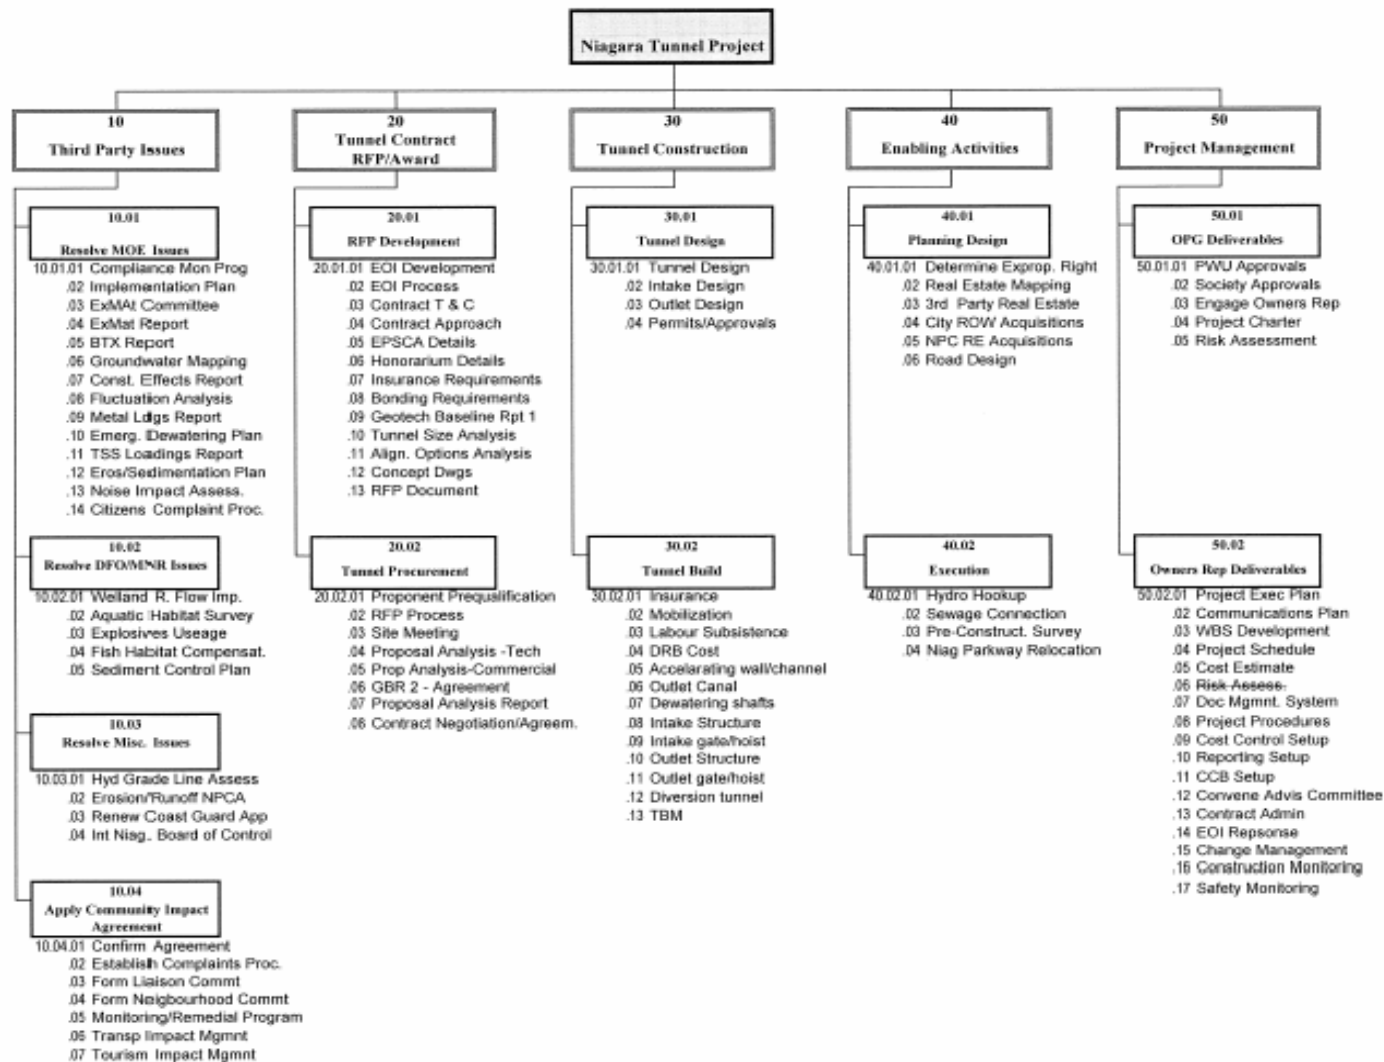 Niagara Tunnel Project
10
Third Party Issues
20
Tunnel Contract
RFP/Award
30
Tunnel Construction
40
Enabling Activities
50
Project Management
10.01
Resolve MOE Issues
10.01.01 Compliance Mon Prog
.02 Implementation Plan
.03 ExMAt Committee
.04 ExMat Report
.05 BTX Report
.06 Groundwater Mapping
.07 Const. Effects Report
.08 Fluctuation Analysis
.09 Metal Ldgs Report
.10 Emerg. Dewatering Plan
.11 TSS Loadings Report
.12 Eros/Sedimentation Plan
.13 Noise Impact Assess.
.14 Citizens Complaint Proc.
10.02
Resolve DFO/MNR Issues
10.02.01 Welland R. Flow Imp.
.02 Aquatic Habitat Survey
.03 Explosives Useage
.04 Fish Habitat Compensat.
.05 Sediment Control Plan
10.03
Resolve Misc. Issues
10.03.01 Hyd Grade Line Assess
.02 Erosion/Runoff NPCA
.03 Renew Coast Guard App
.04 Int Niag. Board of Control
10.04
Apply Community Impact
Agreement
10.04.01 Confirm Agreement
.02 Establish Complaints Proc.
.03 Form Liaison Commt
.04 Form Neigbourhood Commt
.05 Monitoring/Remedial Program
.06 Transp Impact Mgmnt
.07 Tourism Impact Mgmnt
20.01
RFP Development
20.01.01 EOI Development
.02 EOI Process
.03 Contract T & C
.04 Contract Approach
.05 EPSCA Details
.06 Honorarium Details
.07 Insurance Requirements
.08 Bonding Requirements
.09 Geotech Baseline Rpt 1
.10 Tunnel Size Analysis
.11 Align. Options Analysis
.12 Concept Dwgs
.13 RFP Document
20.02
Tunnel Procurement
20.02.01 Proponent Prequalification
.02 RFP Process
.03 Site Meeting
.04 Proposal Analysis -Tech
.05 Prop Analysis-Commercial
.06 GBR 2 - Agreement
.07 Proposal Analysis Report
.08 Contract Negotiation/Agreem.
30.01
Tunnel Design
30.01.01 Tunnel Design
.02 Intake Design
.03 Outlet Design
.04 Permits/Approvals
30.02
Tunnel Build
30.02.01 Insurance
.02 Mobilization
.03 Labour Subsistence
.04 DRB Cost
.05 Accelarating wall/channel
.06 Outlet Canal
.07 Dewatering shafts
.08 Intake Structure
.09 Intake gate/hoist
.10 Outlet Structure
.11 Outlet gate/hoist
.12 Diversion tunnel
.13 TBM
40.01
Planning Design
40.01.01 Determine Exprop. Right
.02 Real Estate Mapping
.03 3rd Party Real Estate
.04 City ROW Acquisitions
.05 NPC RE Acquisitions
.06 Road Design
40.02
Execution
40.02.01 Hydro Hookup
.02 Sewage Connection
.03 Pre-Construct. Survey
.04 Niag Parkway Relocation
50.01
OPG Deliverables
50.01.01 PWU Approvals
.02 Society Approvals
.03 Engage Owners Rep
.04 Project Charter
.05 Risk Assessment
50.02
Owners Rep Deliverables
50.02.01 Project Exec Plan
.02 Communications Plan
.03 WBS Development
.04 Project Schedule
.05 Cost Estimate
.06 Risk Assess.
.07 Doc Mgmnt. System
.08 Project Procedures
.09 Cost Control Setup
.10 Reporting Setup
.11 CCB Setup
.12 Convene Advis Committee
.13 Contract Admin
.14 EOI Repsonse
.15 Change Management
.16 Construction Monitoring
.17 Safety Monitoring